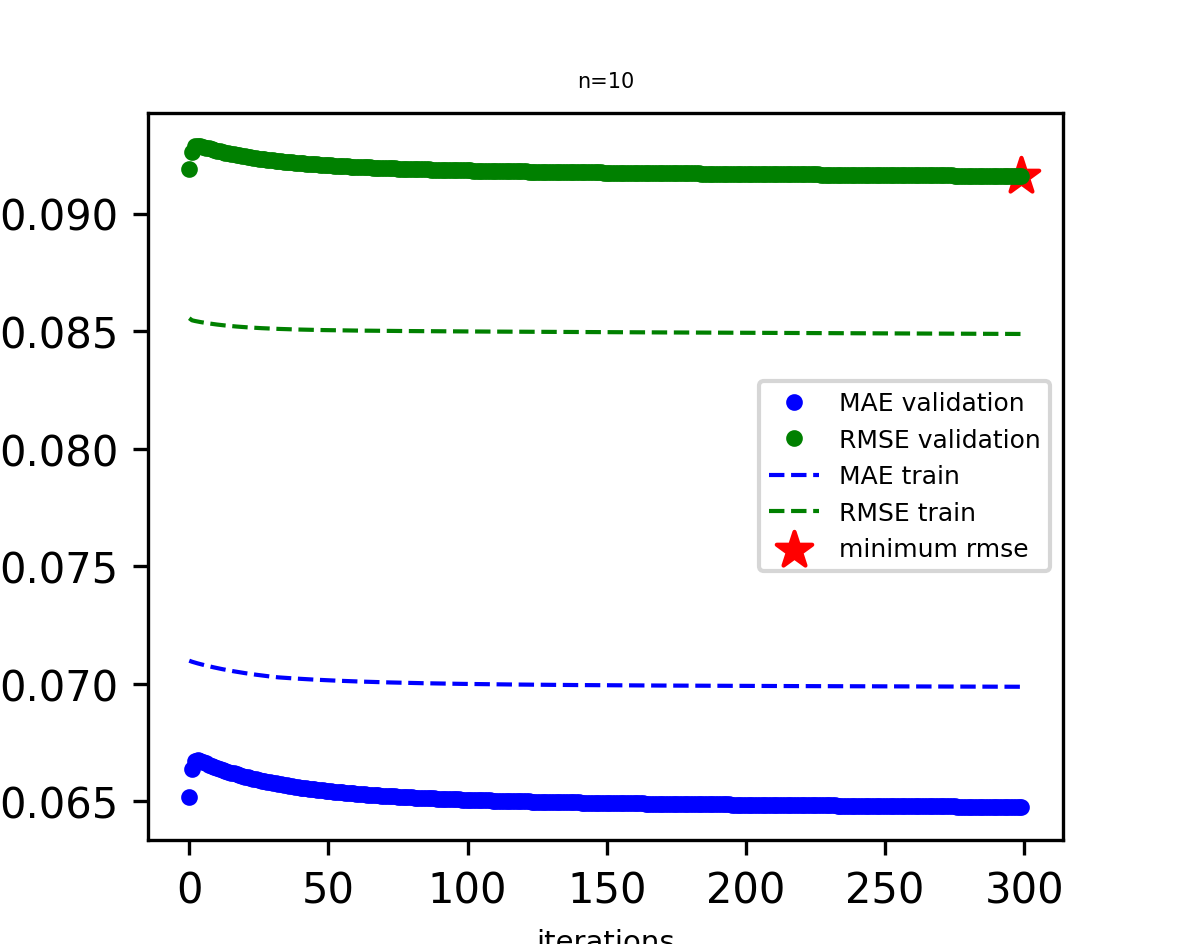 n=10
0.090
0.085
0.080
0.075
0.070
0.065
MAE validation
RMSE validation
MAE train
RMSE train
minimum rmse
0 50 100 150 200 250 300
iterations